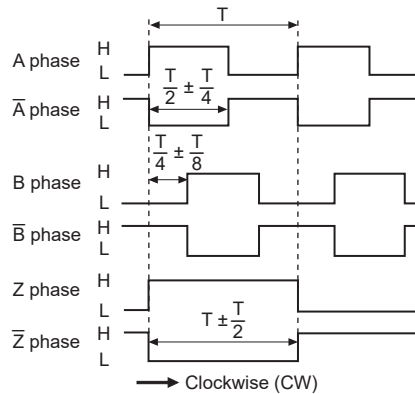 T
A phase H
L
A̅ phase H
L
T/2 ± T/4
T/4 ± T/8
B phase H
L
B̅ phase H
L
Z phase H
L
T ± T/2
Z̅ phase H
L
Clockwise (CW)